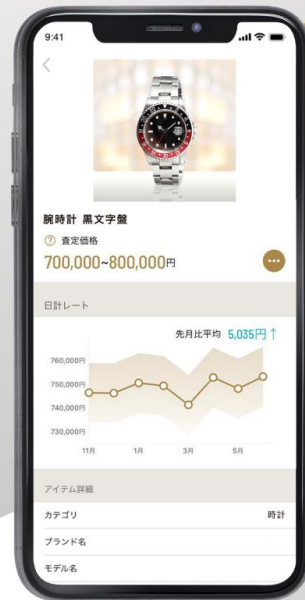 9:41
腕時計 黒文字盤
? 査定価格
700,000~800,000円
日計レート
先月比平均 5,035円↑
760,000円
750,000円
740,000円
730,000円
11月 1月 3月 5月
アイテム詳細
カテゴリ 時計
ブランド名
モデル名